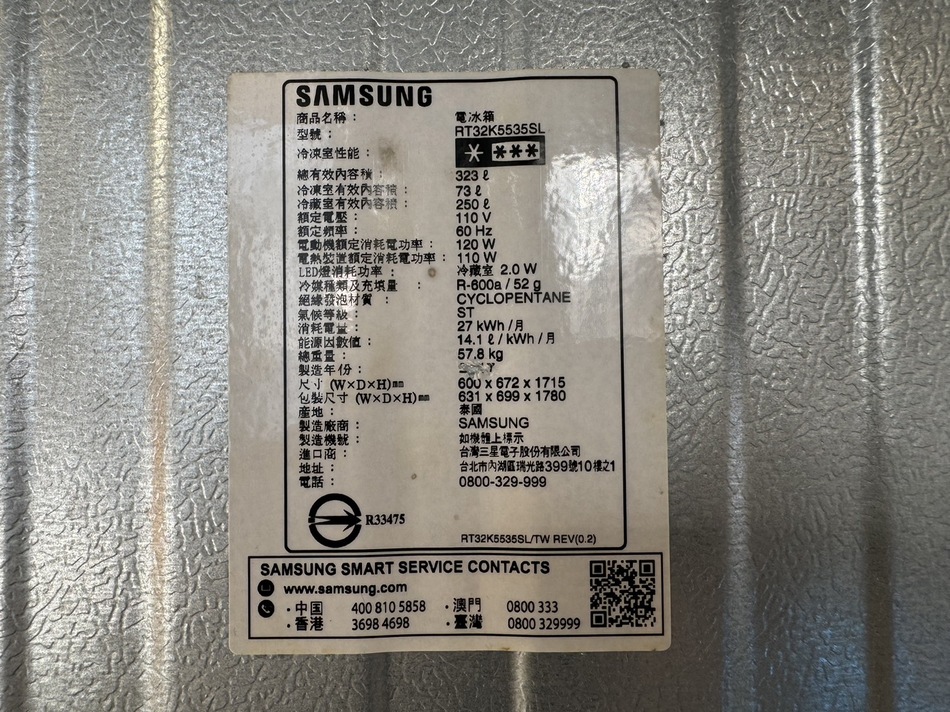 SAMSUNG
商品名稱： 電冰箱
型號： RT32K5535SL
冷凍室性能： * ***
總有效內容積： 323 ℓ
冷凍室有效內容積： 73 ℓ
冷藏室有效內容積： 250 ℓ
額定電壓： 110 V
額定頻率： 60 Hz
電動機額定消耗電功率： 120 W
電熱裝置額定消耗電功率： 110 W
LED燈消耗功率： 冷藏室 2.0 W
冷媒種類及充填量 ： R-600a / 52 g
絕緣發泡材質 ： CYCLOPENTANE
氣候等級： ST
消耗電量： 27 kWh /月
能源因數值： 14.1 ℓ / kWh / 月
總重量： 57.8 kg
製造年份：
尺寸 (W×D×H)mm 600 x 672 x 1715
包裝尺寸 (W×D×H)mm 631 x 699 x 1780
產地： 泰國
製造廠商： SAMSUNG
製造機號： 如機體上標示
進口商： 台灣三星電子股份有限公司
地址： 台北市內湖區瑞光路399號10樓之1
電話： 0800-329-999
R33475
RT32K5535SL/TW REV(0.2)
SAMSUNG SMART SERVICE CONTACTS
www.samsung.com
· 中国 400 810 5858 · 澳門 0800 333
· 香港 3698 4698 · 臺灣 0800 329999